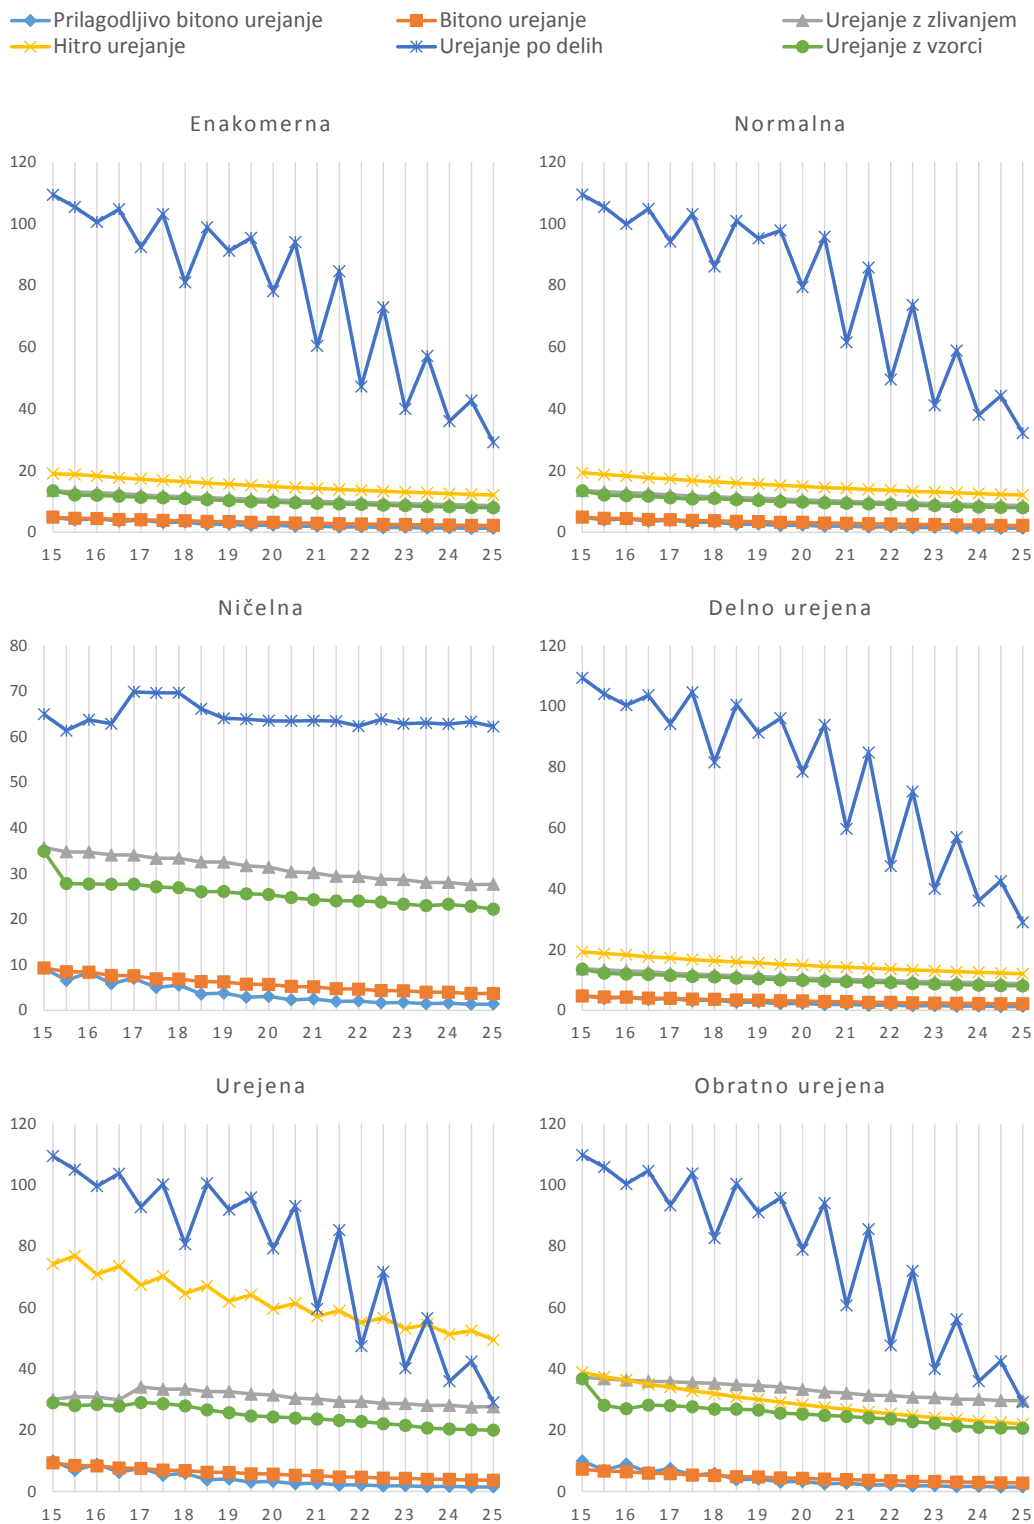 Prilagodljivo bitono urejanje Bitono urejanje Urejanje z zlivanjem
Hitro urejanje Urejanje po delih Urejanje z vzorci
Enakomerna Normalna
120 120
100 100
80 80
60 60
40 40
20 20
0 0
15 16 17 18 19 20 21 22 23 24 25 15 16 17 18 19 20 21 22 23 24 25
Ničelna Delno urejena
80 120
70 100
60 80
50
40 60
30 40
20
10 20
0 0
15 16 17 18 19 20 21 22 23 24 25 15 16 17 18 19 20 21 22 23 24 25
Urejena Obratno urejena
120 120
100 100
80 80
60 60
40 40
20 20
0 0
15 16 17 18 19 20 21 22 23 24 25 15 16 17 18 19 20 21 22 23 24 25